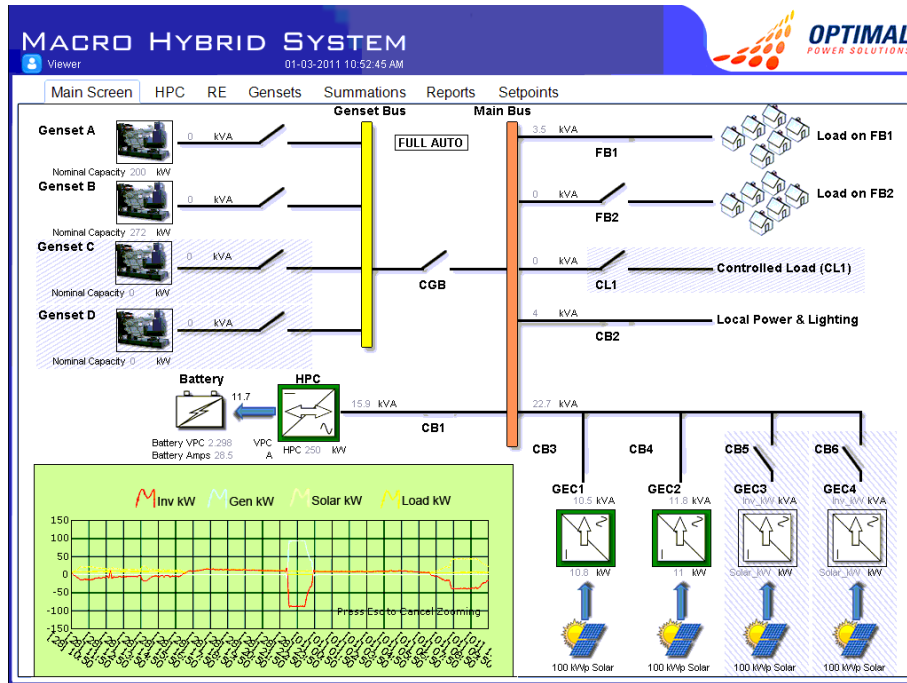 MACRO HYBRID SYSTEM
OPTIMAL
POWER SOLUTIONS
Viewer
01-03-2011 10:52:45 AM
Main Screen HPC RE Gensets Summations Reports Setpoints
Genset Bus Main Bus
Genset A
0 kVA
Nominal Capacity 200 kW
FULL AUTO
3.5 kVA
FB1
Load on FB1
Genset B
0 kVA
Nominal Capacity 272 kW
0 kVA
FB2
Load on FB2
Genset C
0 kVA
Nominal Capacity 0 kW
CGB
0 kVA
CL1
Controlled Load (CL1)
Genset D
0 kVA
Nominal Capacity 0 kW
4 kVA
CB2
Local Power & Lighting
Battery
11.7
HPC
15.9 kVA
CB1
22.7 kVA
Battery VPC 2.298 VPC
Battery Amps 28.5 A
HPC 250 kW
CB3 CB4 CB5 CB6
GEC1 GEC2 GEC3 GEC4
10.5 kVA 11.8 kVA Inv_kW kVA Inv_kW kVA
10.8 kW 11 kW Solar_kW kW Solar_kW kW
100 kWp Solar 100 kWp Solar 100 kWp Solar 100 kWp Solar
Inv kW Gen kW Solar kW Load kW
150
100
50
0
-50
-100
-150
Press Esc to Cancel Zooming